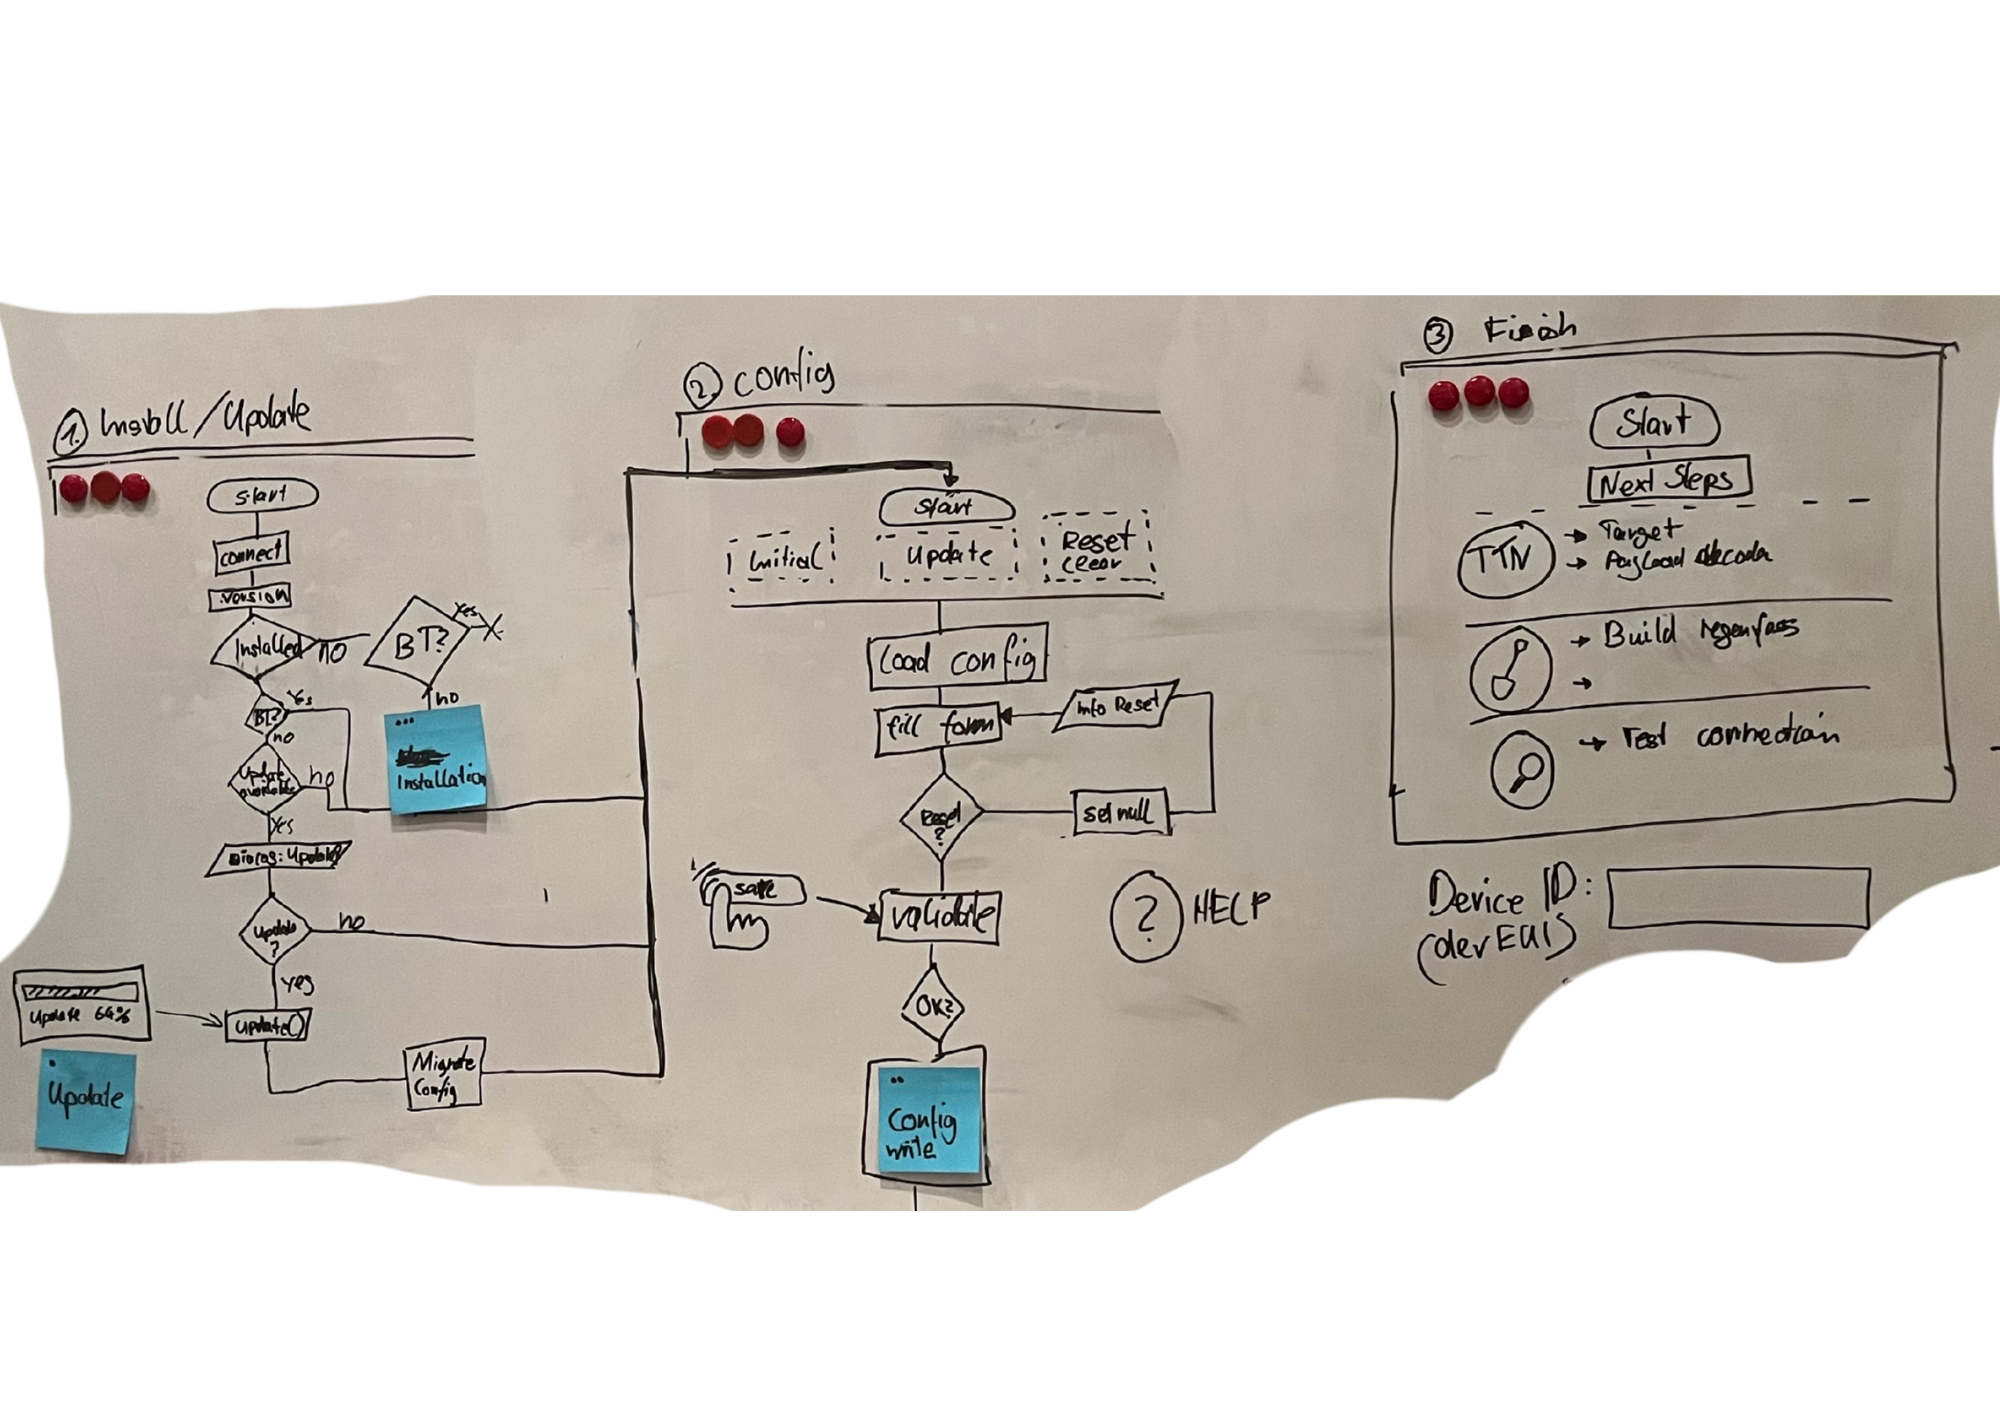 1. Install/Update
start
connect
.version
Installed
no
BT?
yes
no
Installation
BT?
Yes
no
Update
available
no
Yes
Update?
no
yes
Update 64%
update()
Update
Migrate
Config
2. config
start
Initial
Update
Reset
clear
load config
fill form
Info Reset
Reset
?
set null
save
validate
? HELP
OK?
Config
write
3 Finish
Start
Next Steps
TTN
→ Target
→ Payload decoder
→ Build regenfass
→
→ Test connection
Device ID:
(devEUI)